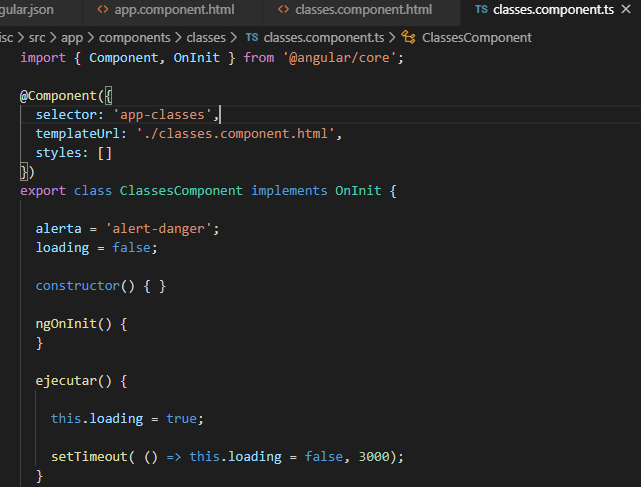 gular.json app.component.html classes.component.html TS classes.component.ts
isc > src > app > components > classes > TS classes.component.ts > ClassesComponent
import { Component, OnInit } from '@angular/core';
@Component({
selector: 'app-classes',
templateUrl: './classes.component.html',
styles: []
})
export class ClassesComponent implements OnInit {
alerta = 'alert-danger';
loading = false;
constructor() { }
ngOnInit() {
}
ejecutar() {
this.loading = true;
setTimeout( () => this.loading = false, 3000);
}